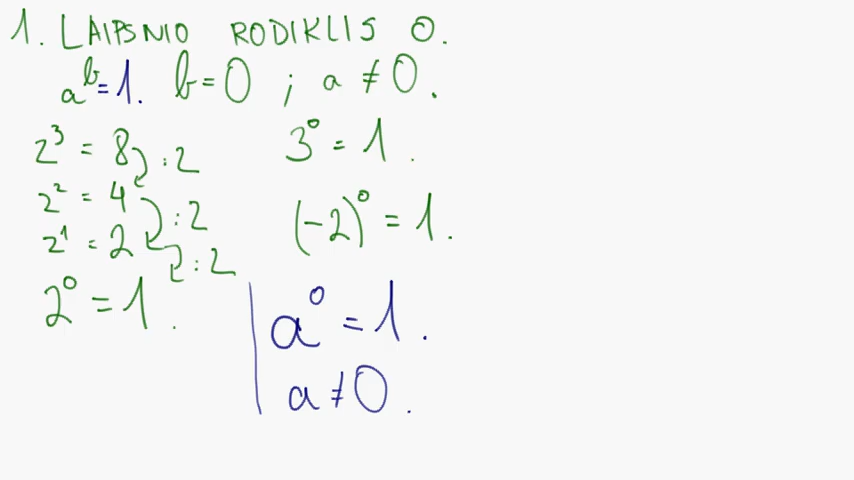 1. LAIPSNIO RODIKLIS 0.
a^b = 1. b = 0 ; a ≠ 0.
2³ = 8 : 2
2² = 4 : 2
2¹ = 2 : 2
2⁰ = 1.
3⁰ = 1.
(-2)⁰ = 1.
a⁰ = 1.
a ≠ 0.